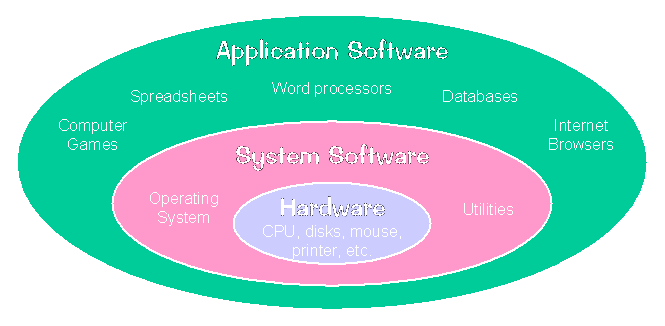 Application Software
Word processors
Spreadsheets
Databases
Computer
Games
Internet
Browsers
System Software
Operating
System
Utilities
Hardware
CPU, disks, mouse,
printer, etc.